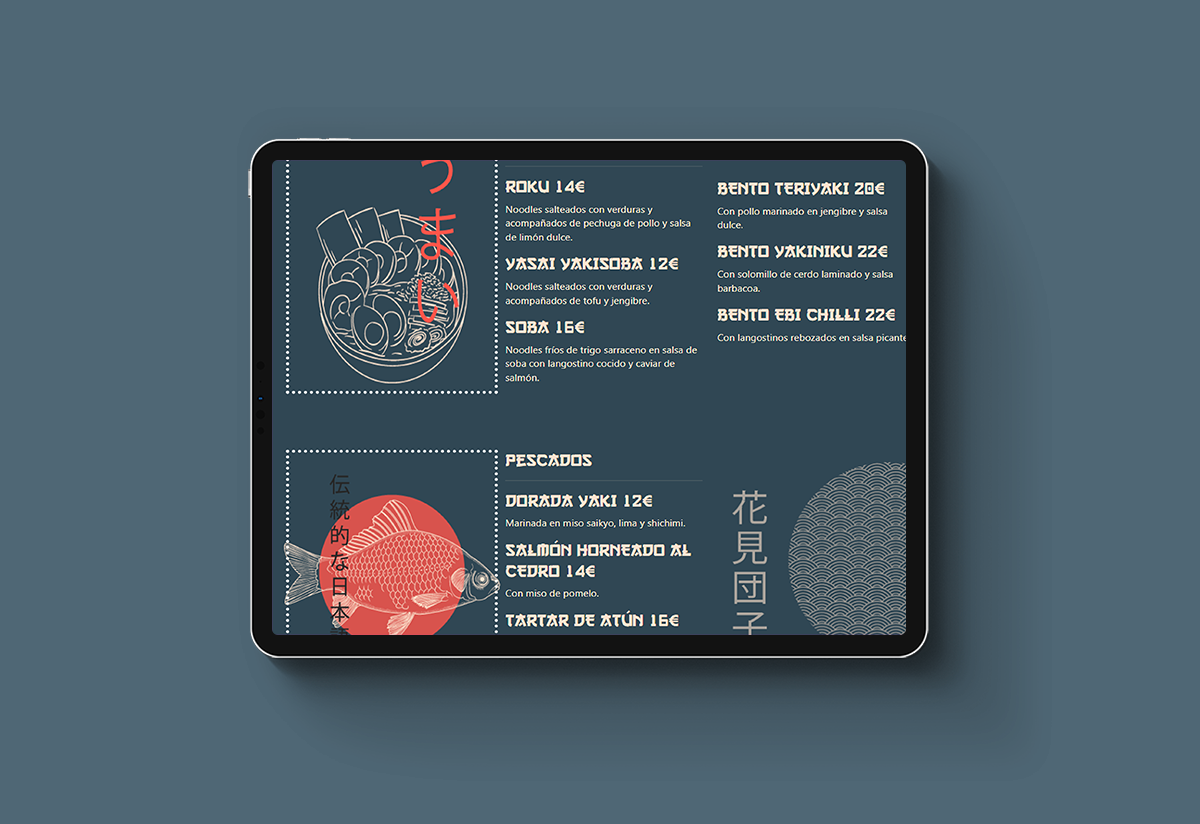 うまい
ROKU 14€
Noodles salteados con verduras y
acompañados de pechuga de pollo y salsa
de limón dulce.
YASAI YAKISOBA 12€
Noodles salteados con verduras y
acompañados de tofu y jengibre.
SOBA 16€
Noodles fríos de trigo sarraceno en salsa de
soba con langostino cocido y caviar de
salmón.
BENTO TERIYAKI 20€
Con pollo marinado en jengibre y salsa
dulce.
BENTO YAKINIKU 22€
Con solomillo de cerdo laminado y salsa
barbacoa.
BENTO EBI CHILLI 22€
Con langostinos rebozados en salsa picante
伝統的な日本
PESCADOS
DORADA YAKI 12€
Marinada en miso saikyo, lima y shichimi.
SALMÓN HORNEADO AL
CEDRO 14€
Con miso de pomelo.
TARTAR DE ATÚN 16€
花見団子